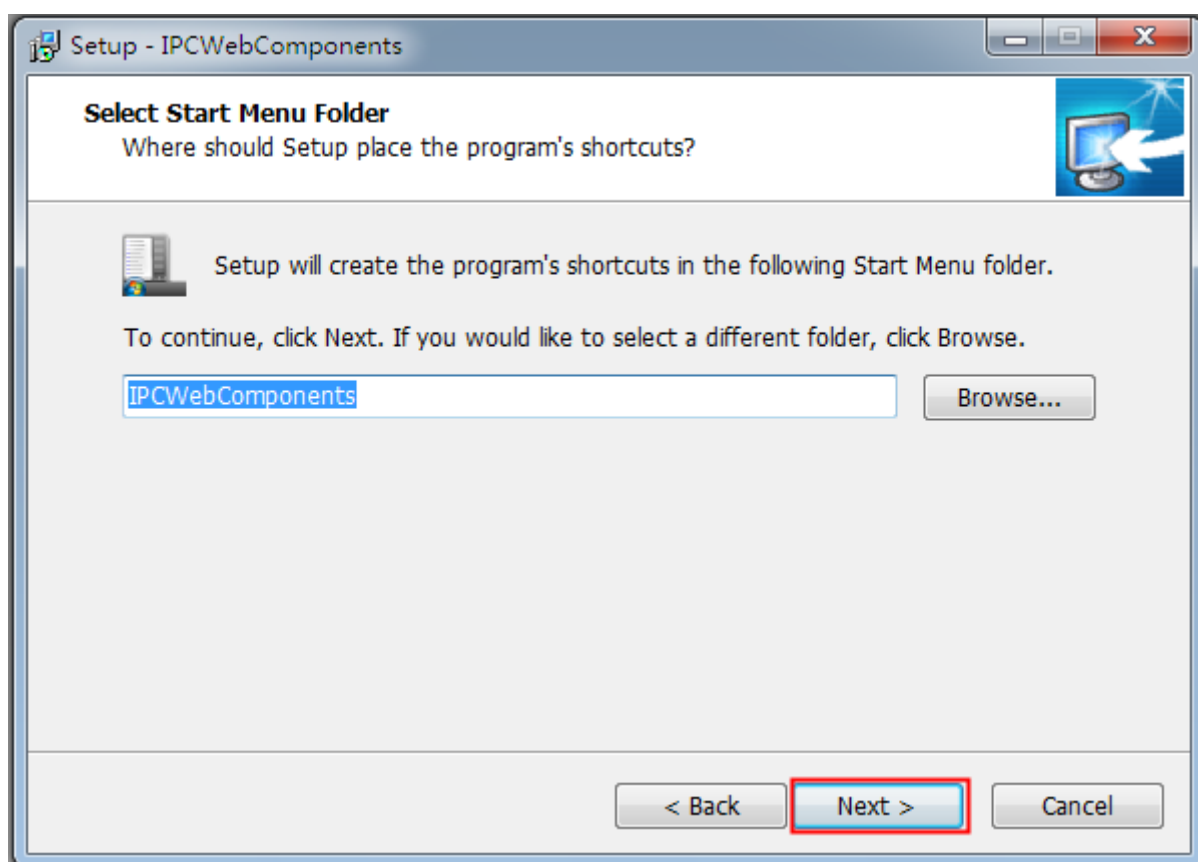 Setup - IPCWebComponents
Select Start Menu Folder
Where should Setup place the program's shortcuts?
Setup will create the program's shortcuts in the following Start Menu folder.
To continue, click Next. If you would like to select a different folder, click Browse.
IPCWebComponents
Browse...
< Back
Next >
Cancel